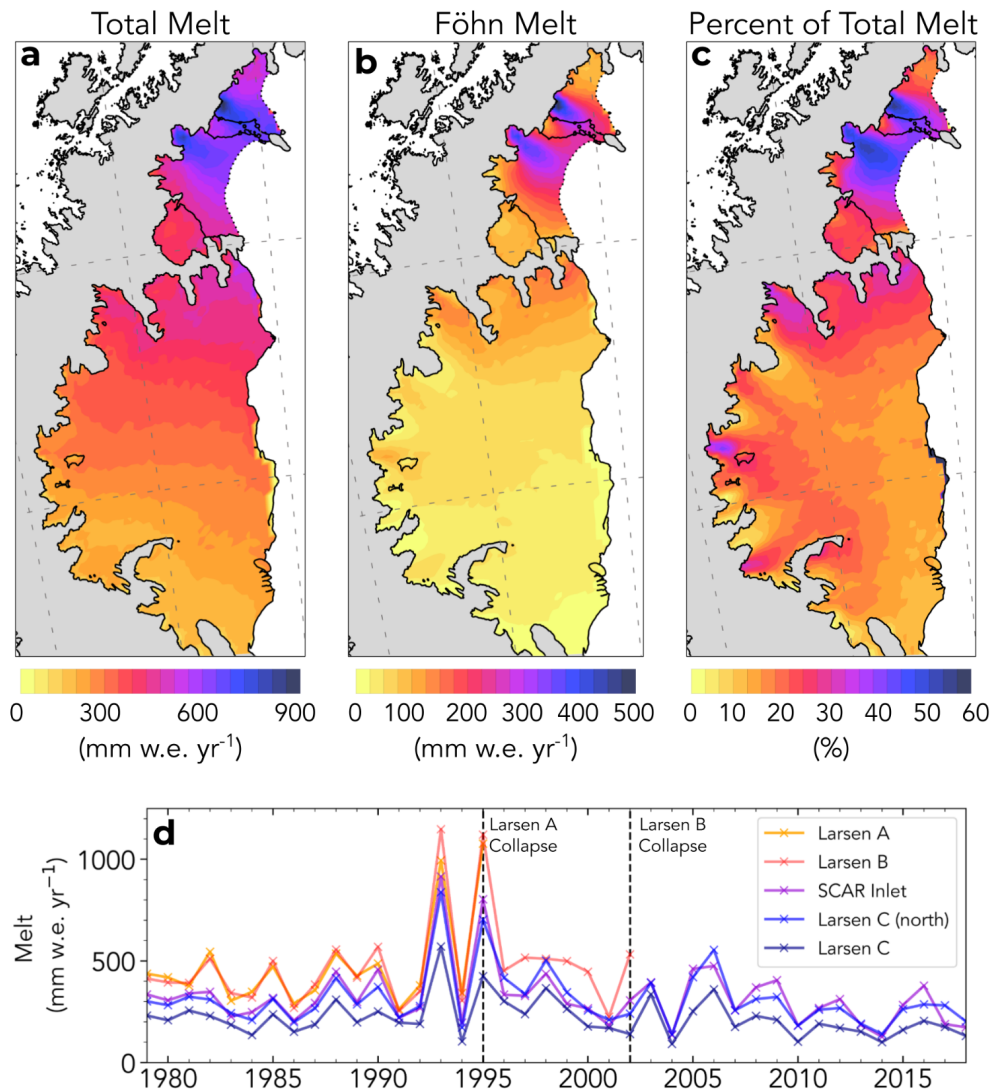 Total Melt
Föhn Melt
Percent of Total Melt
a
b
c
0 300 600 900
0 100 200 300 400 500
0 10 20 30 40 50 60
(mm w.e. yr⁻¹)
(mm w.e. yr⁻¹)
(%)
d
Larsen A
Collapse
Larsen B
Collapse
Larsen A
Larsen B
SCAR Inlet
Larsen C (north)
Larsen C
Melt
(mm w.e. yr⁻¹)
1000
500
0
1980 1985 1990 1995 2000 2005 2010 2015